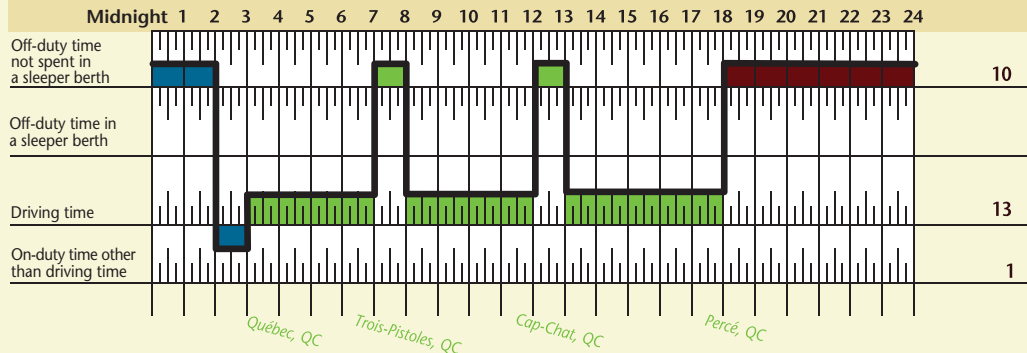 Midnight 1 2 3 4 5 6 7 8 9 10 11 12 13 14 15 16 17 18 19 20 21 22 23 24
Off-duty time
not spent in
a sleeper berth
10
Off-duty time in
a sleeper berth
Driving time
13
On-duty time other
than driving time
1
Québec, QC
Trois-Pistoles, QC
Cap-Chat, QC
Percé, QC